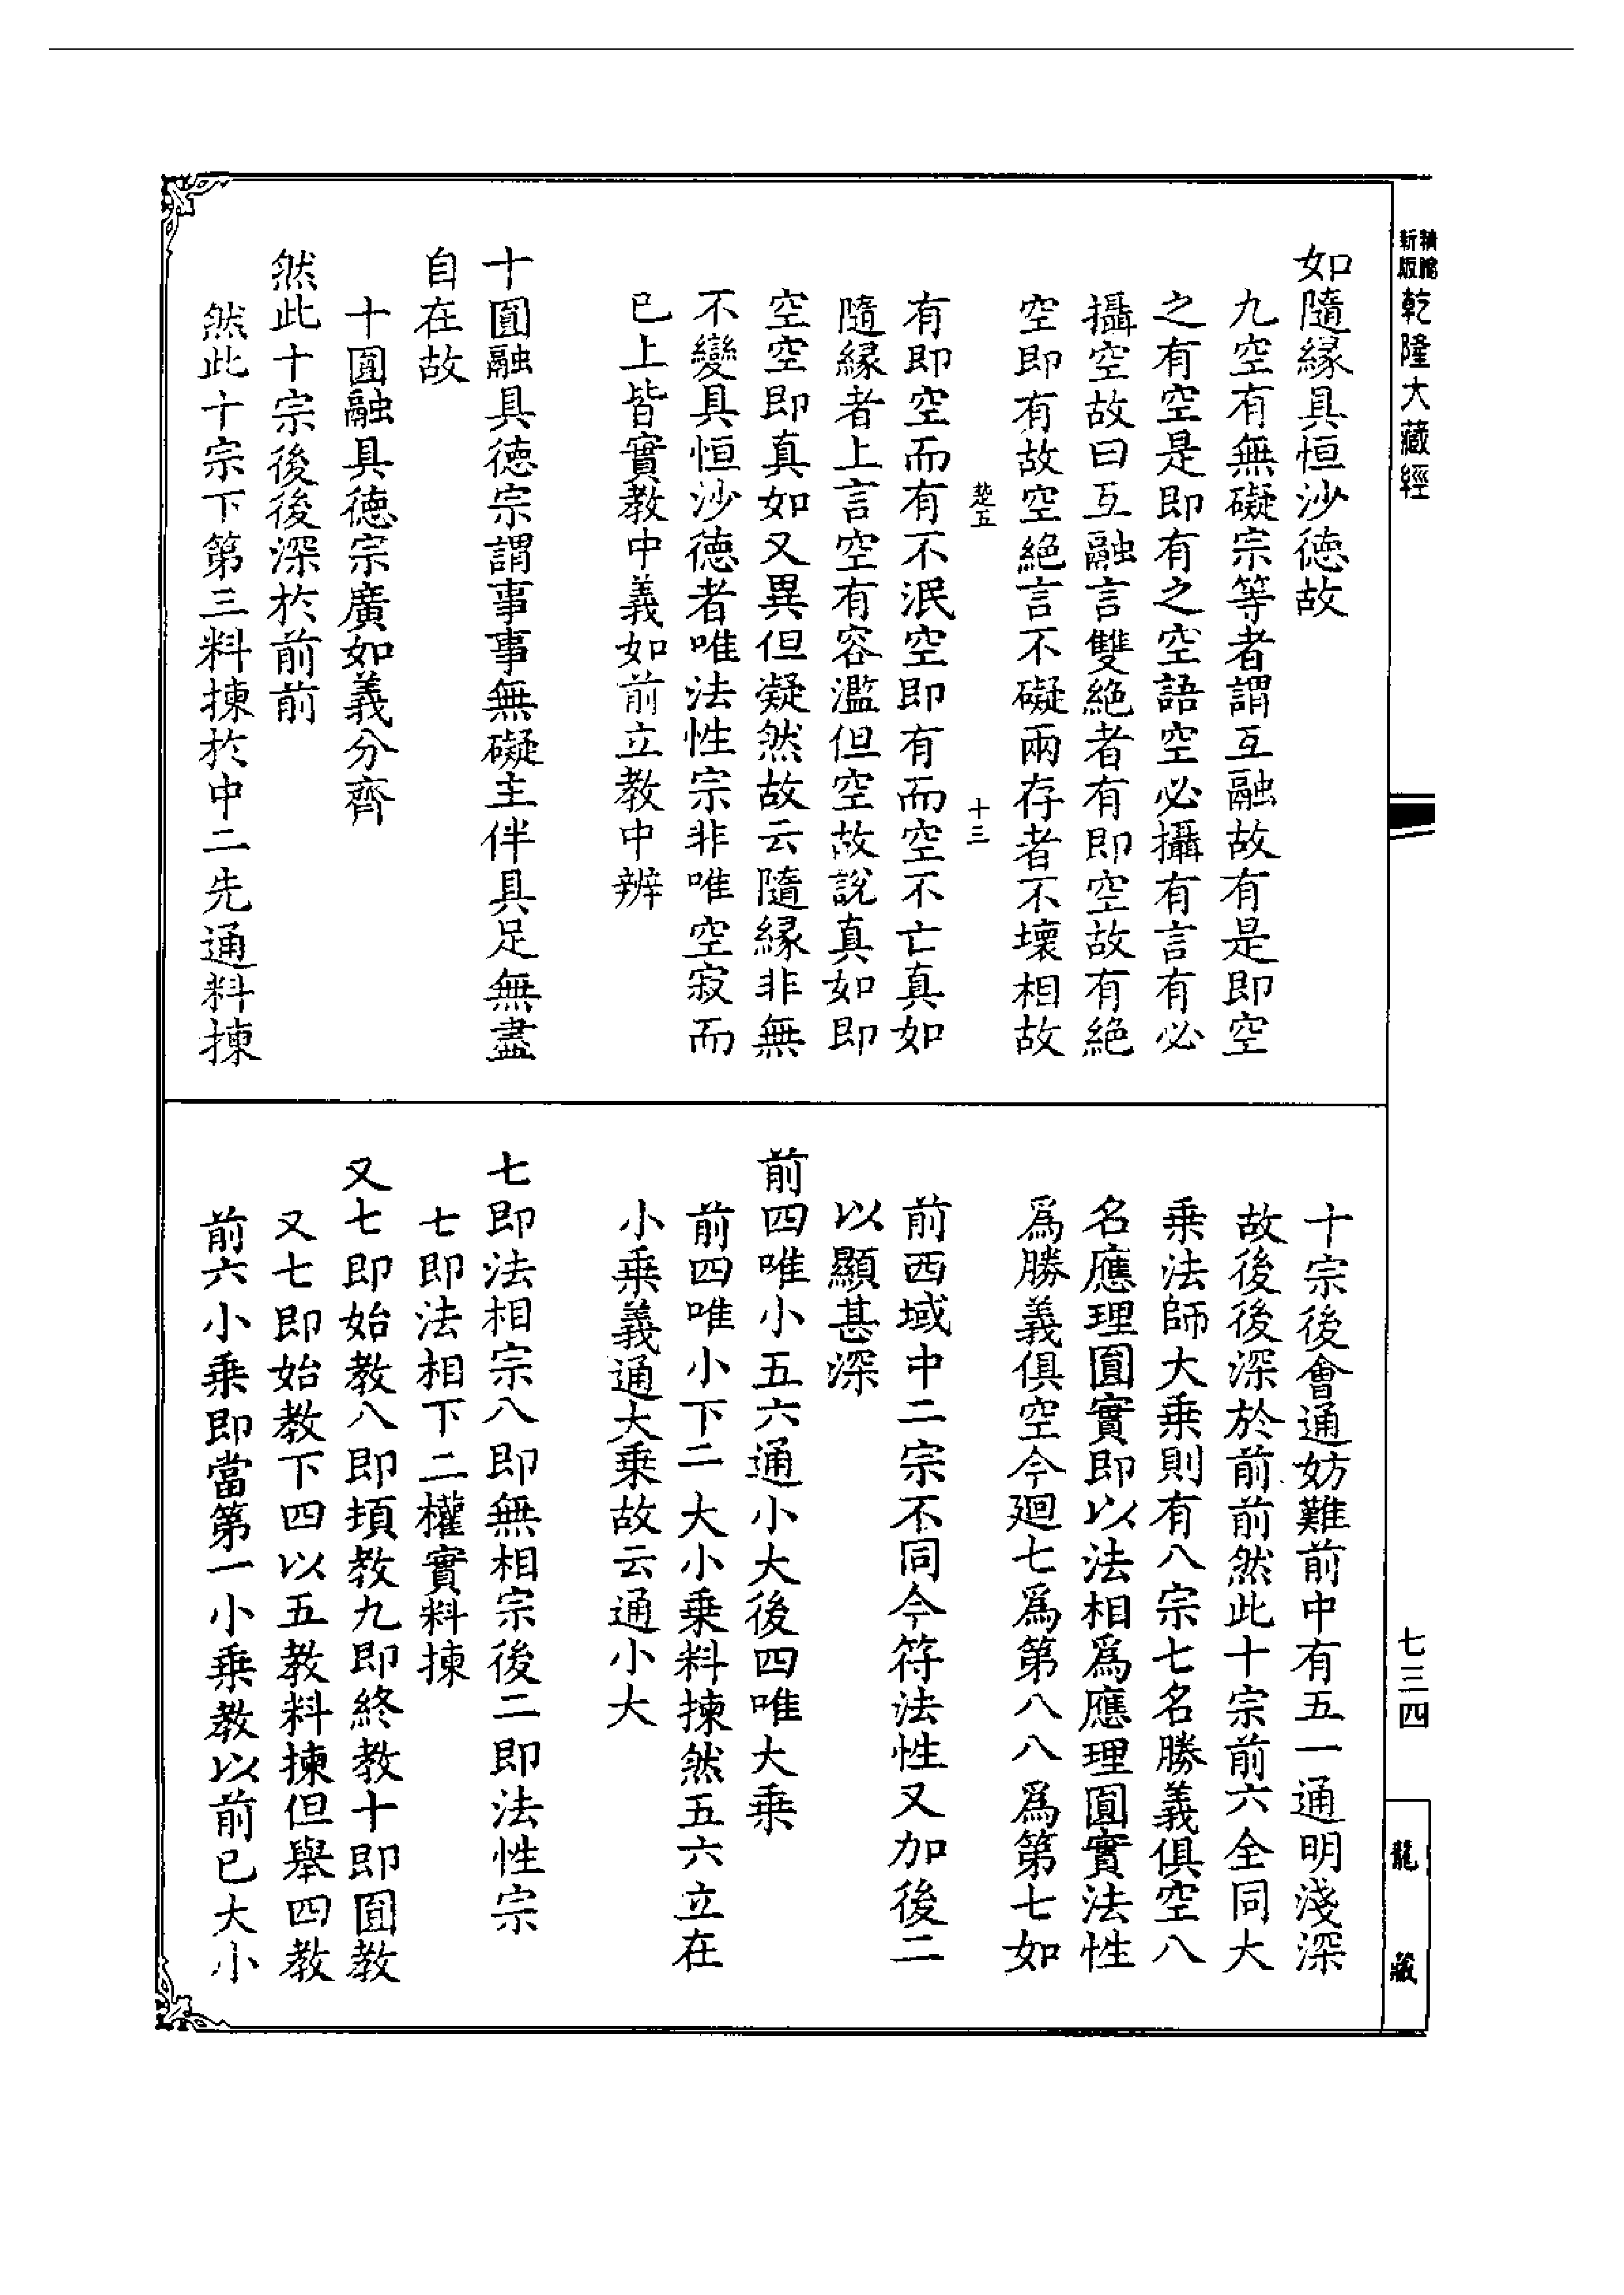 新版
精縮
乾隆大藏經
如隨緣具恒沙德故
九空有無礙宗等者謂互融故有是即空
之有空是即有之空語空必攝有言有必
攝空故曰互融言雙絕者有即空故有絕
空即有故空絕言不礙兩存者不壞相故
楚五
十三
有即空而有不泯空即有而空不亡真如
隨緣者上言空有容濫但空故說真如即
空空即真如又異但凝然故云隨緣非無
不變具恒沙德者唯法性宗非唯空寂而
已上皆實教中義如前立教中辨
十圓融具德宗謂事事無礙主伴具足無盡
自在故
十圓融具德宗廣如義分齊
然此十宗後後深於前前
然此十宗下第三料揀於中二先通料揀
十宗後會通妨難前中有五一通明淺深
故後後深於前前然此十宗前六全同大
乘法師大乘則有八宗七名勝義俱空八
名應理圓實即以法相爲應理圓實法性
爲勝義俱空今廻七爲第八八爲第七如
前西域中二宗不同今符法性又加後二
以顯甚深
前四唯小五六通小大後四唯大乘
前四唯小下二大小乘料揀然五六立在
小乘義通大乘故云通小大
七即法相宗八即無相宗後二即法性宗
七即法相下二權實料揀
又七即始教八即頓教九即終教十即圓教
又七即始教下四以五教料揀但舉四教
前六小乘即當第一小乘教以前已大小
七三四
龍藏